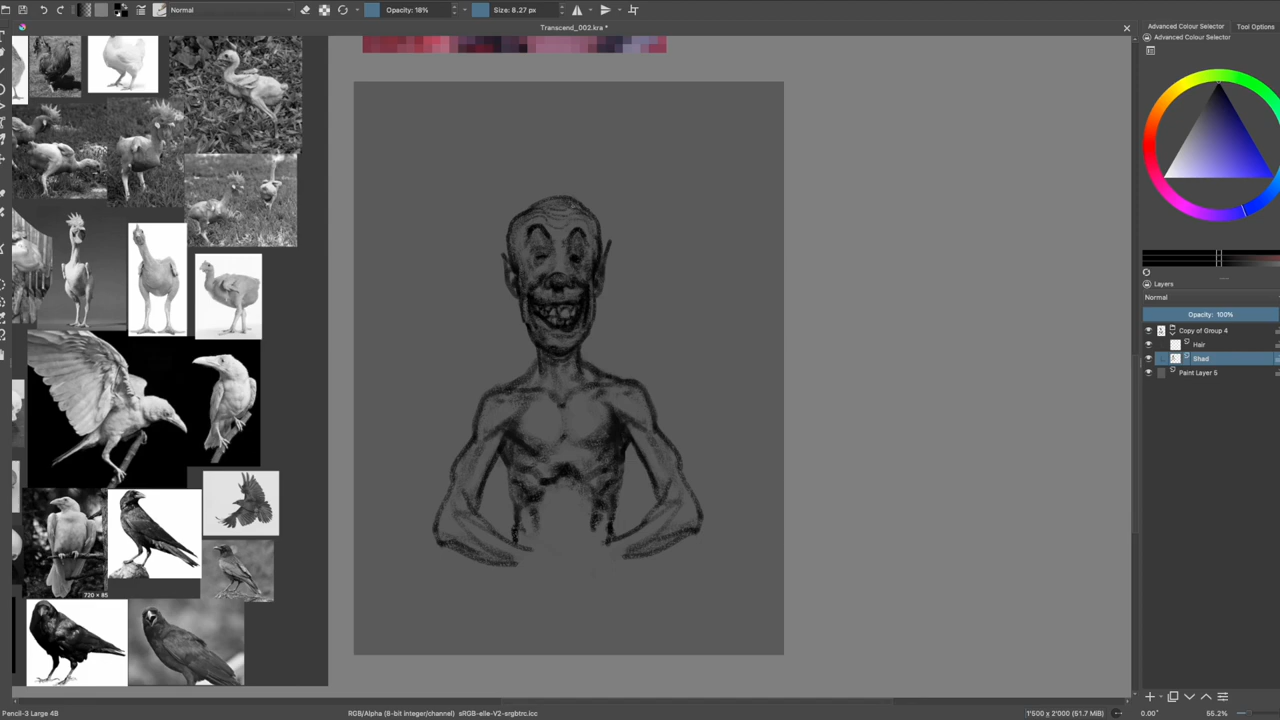 Normal
Opacity: 18%
Size: 8.27 px
Transcend_002.kra *
Advanced Colour Selector
Tool Options
Advanced Colour Selector
Layers
Normal
Opacity: 100%
Copy of Group 4
Hair
Shad
Paint Layer 5
720 × 85
Pencil-3 Large 4B
RGB/Alpha (8-bit integer/channel) sRGB-elle-V2-srgbtrc.icc
1'500 x 2'000 (51.7 MiB)
0.00°
55.2%